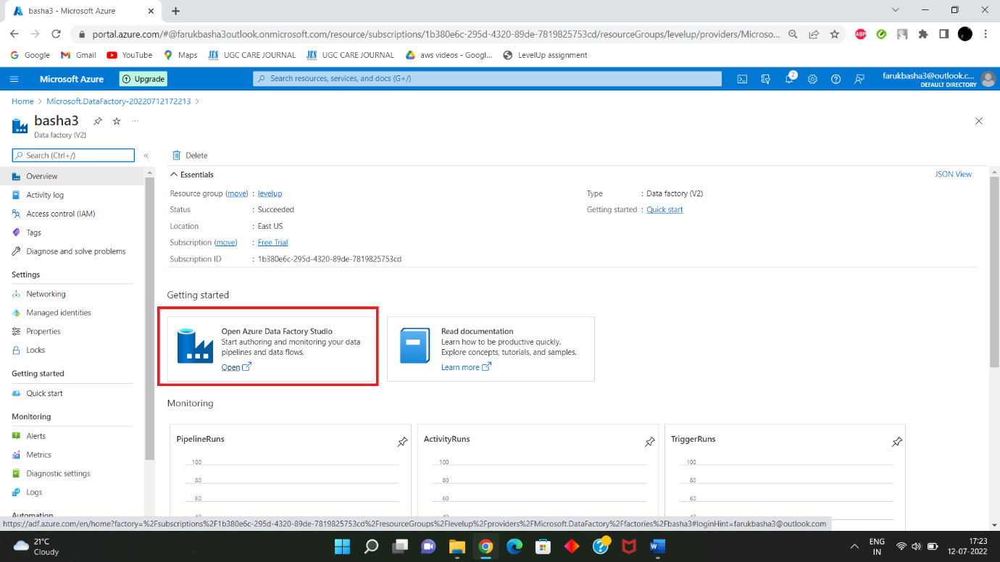 basha3 - Microsoft Azure
portal.azure.com/#@farukbasha3outlook.onmicrosoft.com/resource/subscriptions/1b380e6c-295d-4320-89de-7819825753cd/resourceGroups/levelup/providers/Microso...
ABP
Google Gmail YouTube Maps JES UGC CARE JOURNAL JES UGC CARE JOURNAL aws videos - Googl... LevelUp assignment
Microsoft Azure Upgrade Search resources, services, and docs (G+/) 2 farukbasha3@outlook.c...
DEFAULT DIRECTORY
Home > Microsoft.DataFactory-20220712172213 >
basha3 ...
Data factory (V2)
Search (Ctrl+/) «
Overview
Activity log
Access control (IAM)
Tags
Diagnose and solve problems
Settings
Networking
Managed identities
Properties
Locks
Getting started
Quick start
Monitoring
Alerts
Metrics
Diagnostic settings
Logs
Automation
Delete
Essentials JSON View
Resource group (move) : levelup
Status : Succeeded
Location : East US
Subscription (move) : Free Trial
Subscription ID : 1b380e6c-295d-4320-89de-7819825753cd
Type : Data factory (V2)
Getting started : Quick start
Getting started
Open Azure Data Factory Studio
Start authoring and monitoring your data
pipelines and data flows.
Open
Read documentation
Learn how to be productive quickly.
Explore concepts, tutorials, and samples.
Learn more
Monitoring
PipelineRuns
100
80
60
40
ActivityRuns
100
80
60
40
TriggerRuns
100
80
60
40
https://adf.azure.com/en/home?factory=%2Fsubscriptions%2F1b380e6c-295d-4320-89de-7819825753cd%2FresourceGroups%2Flevelup%2Fproviders%2FMicrosoft.DataFactory%2Ffactories%2Fbasha3#loginHint=farukbasha3@outlook.com
21°C
Cloudy
ENG
IN
17:23
12-07-2022